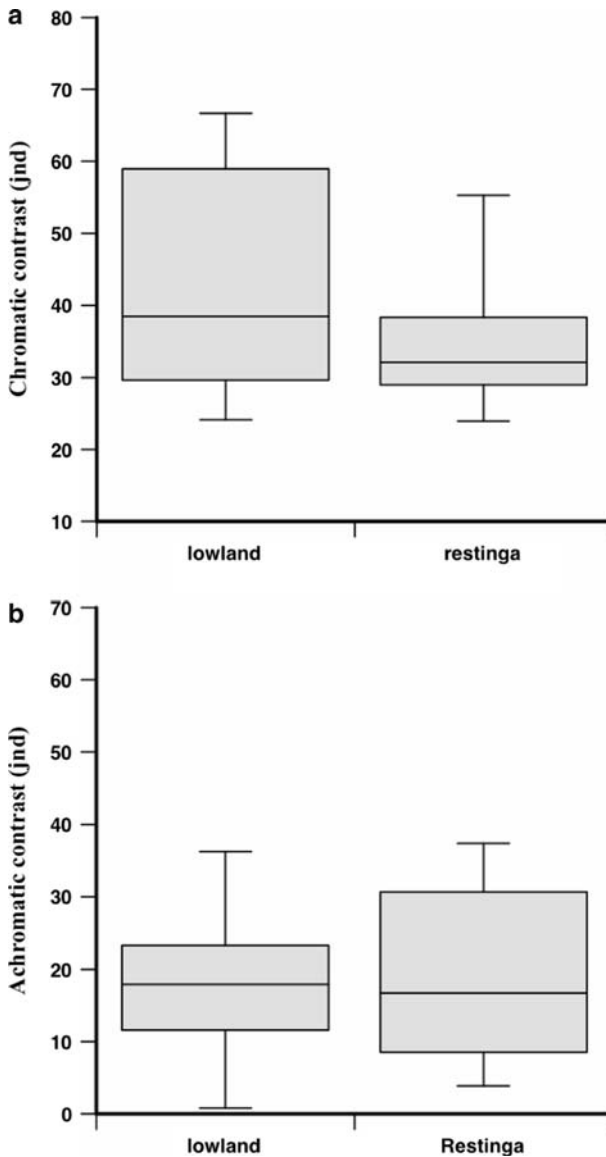 a
80
70
60
50
40
30
20
10
Chromatic contrast (jnd)
lowland restinga
b
70
60
50
40
30
20
10
0
Achromatic contrast (jnd)
lowland Restinga